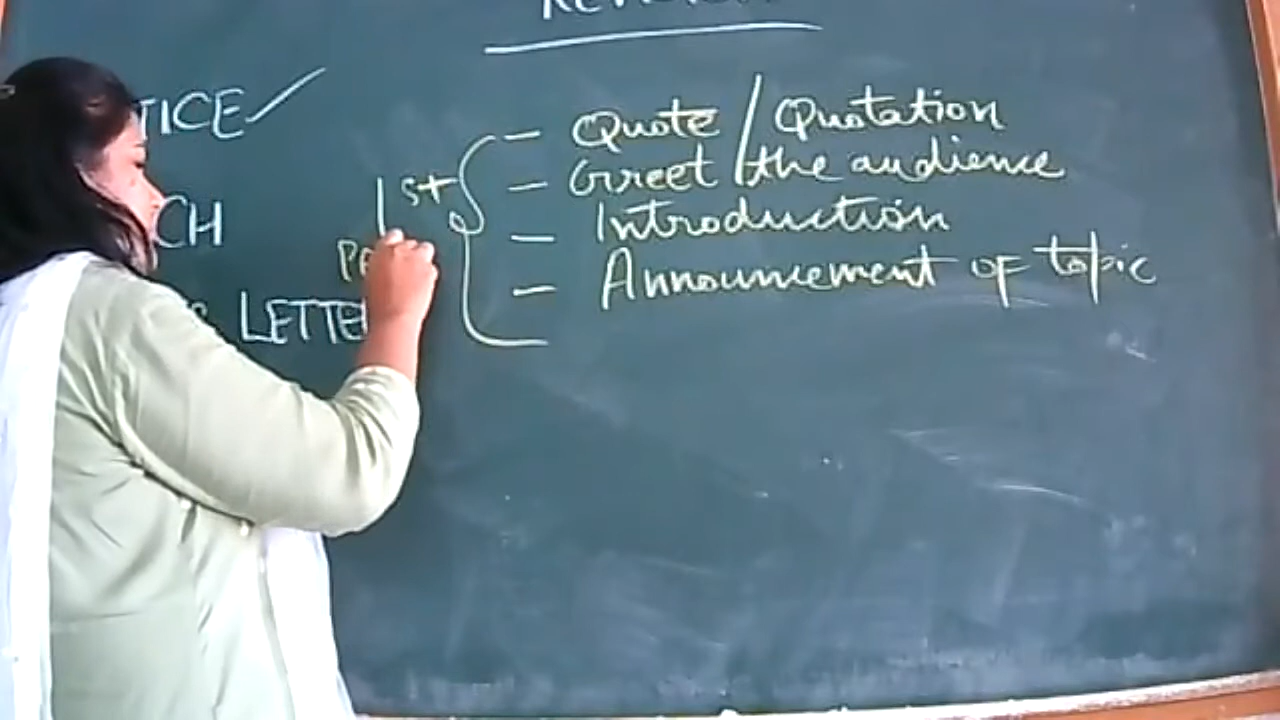 TICE
1st
Quote / Quotation
Greet / the audience
Introduction
Announcement of topic
CH
LETTE